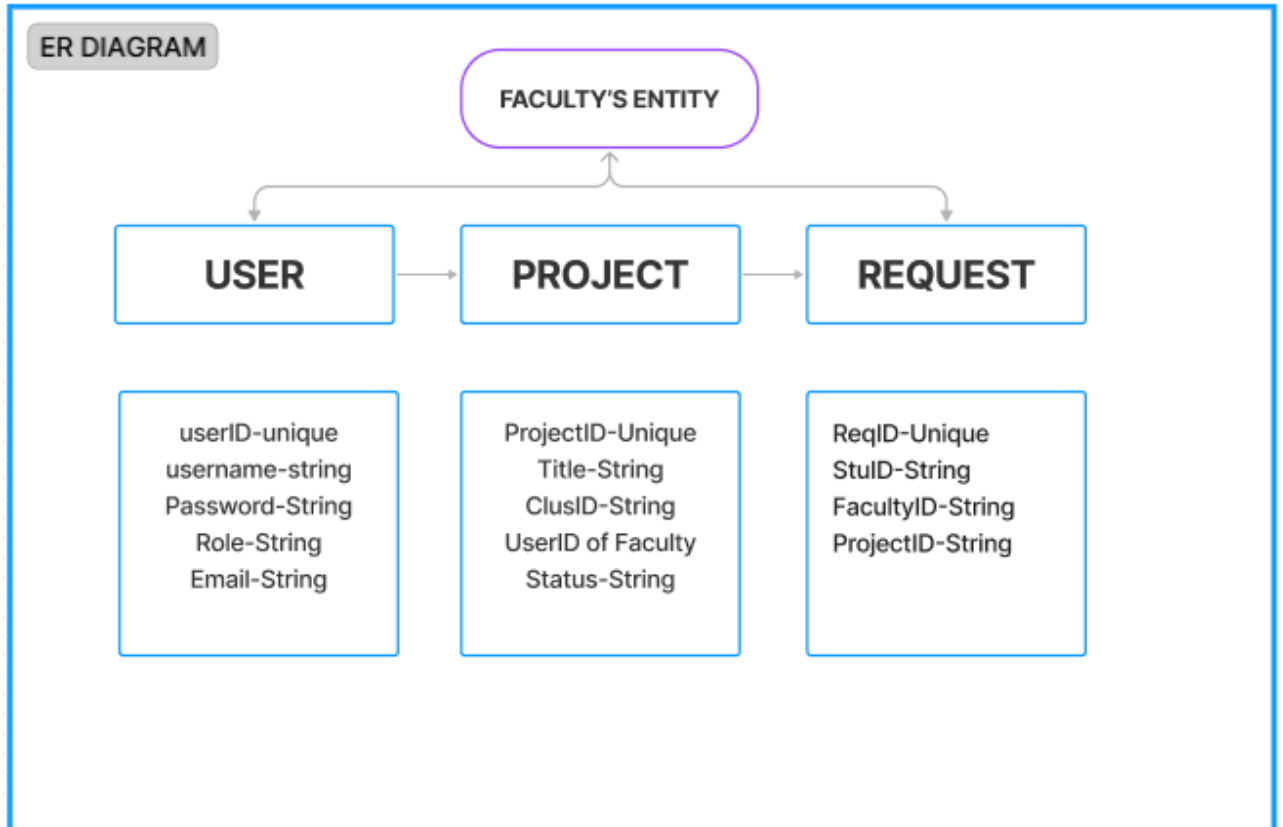 ER DIAGRAM
FACULTY'S ENTITY
USER
PROJECT
REQUEST
userID-unique
username-string
Password-String
Role-String
Email-String
ProjectID-Unique
Title-String
ClusID-String
UserID of Faculty
Status-String
ReqID-Unique
StuID-String
FacultyID-String
ProjectID-String